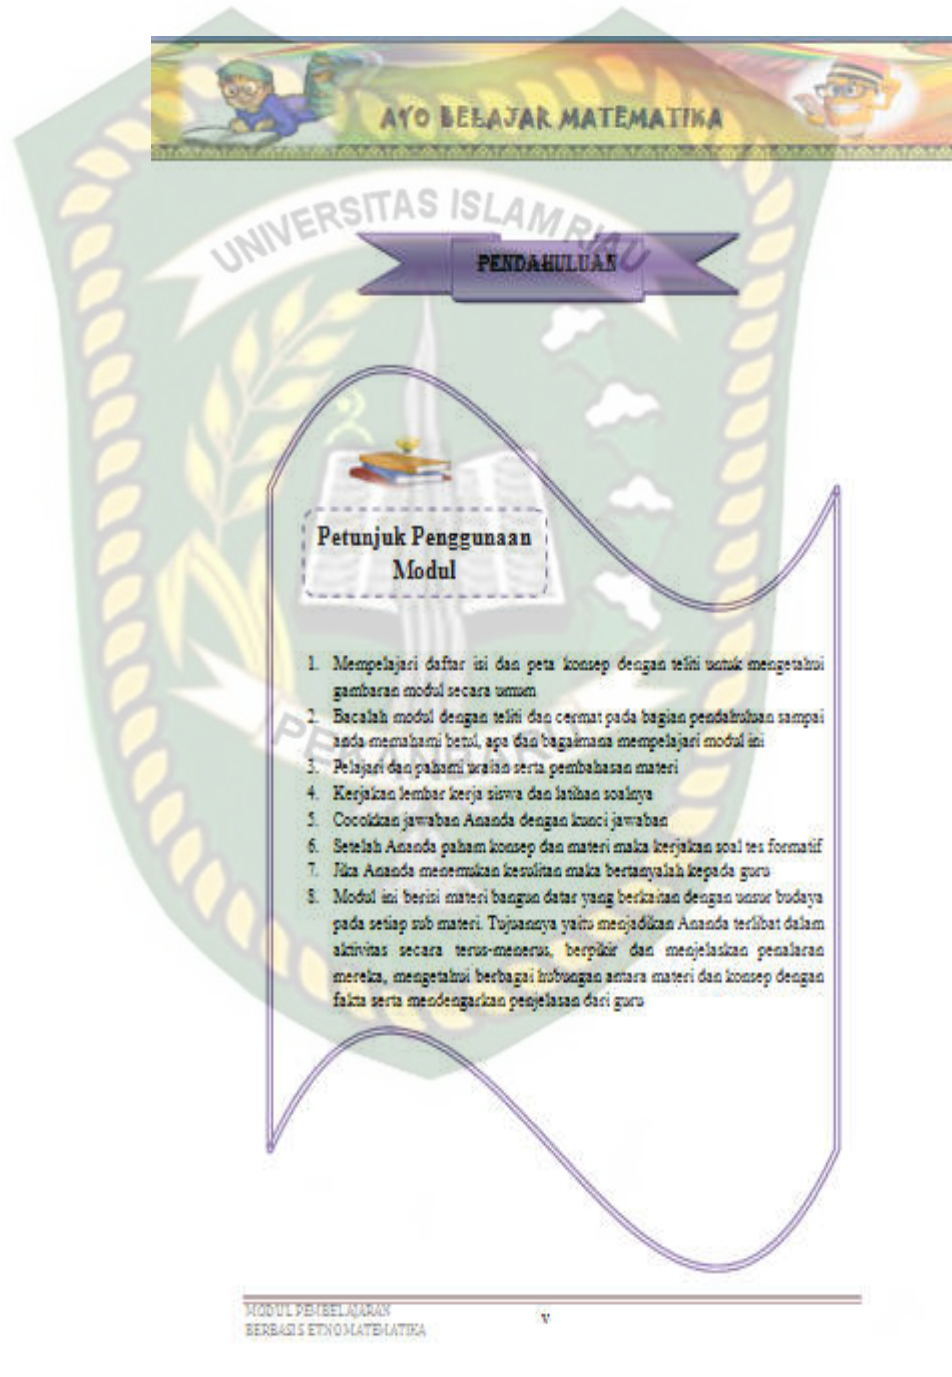 AYO BELAJAR MATEMATIKA
UNIVERSITAS ISLAM RIAU
PENDAHULUAN
Petunjuk Penggunaan
Modul
1. Mempelajari daftar isi dan peta konsep dengan teliti untuk mengetahui
gambaran modul secara umum
2. Bacalah modul dengan teliti dan cermat pada bagian pendahuluan sampai
anda memahami betul, apa dan bagaimana mempelajari modul ini
3. Pelajari dan pahami uraian serta pembahasan materi
4. Kerjakan lembar kerja siswa dan latihan soalnya
5. Cocokkan jawaban Ananda dengan kunci jawaban
6. Setelah Ananda paham konsep dan materi maka kerjakan soal tes formatif
7. Jika Ananda menemukan kesulitan maka bertanyalah kepada guru
8. Modul ini berisi materi bangun datar yang berkaitan dengan unsur budaya
pada setiap sub materi. Tujuannya yaitu menjadikan Ananda terlibat dalam
aktivitas secara terus-menerus, berpikir dan menjelaskan penalaran
mereka, mengetahui berbagai hubungan antara materi dan konsep dengan
fakta serta mendengarkan penjelasan dari guru
PEKANBARU
MODUL PEMBELAJARAN
BERBASIS ETNOMATEMATIKA
v